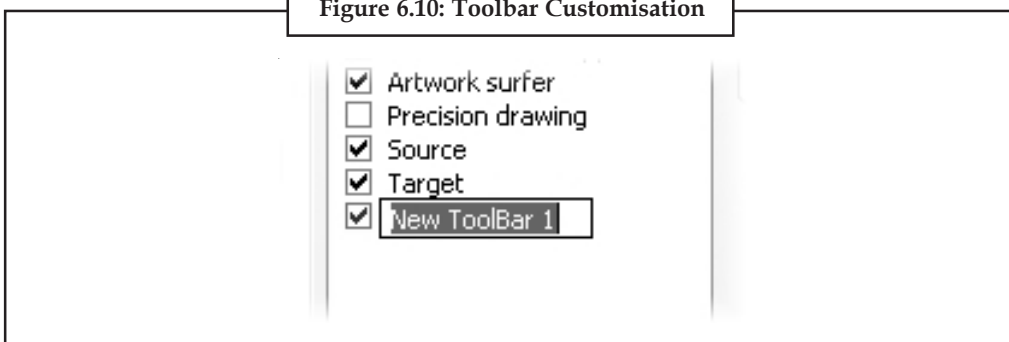 Figure 6.10: Toolbar Customisation
Artwork surfer
Precision drawing
Source
Target
New ToolBar 1